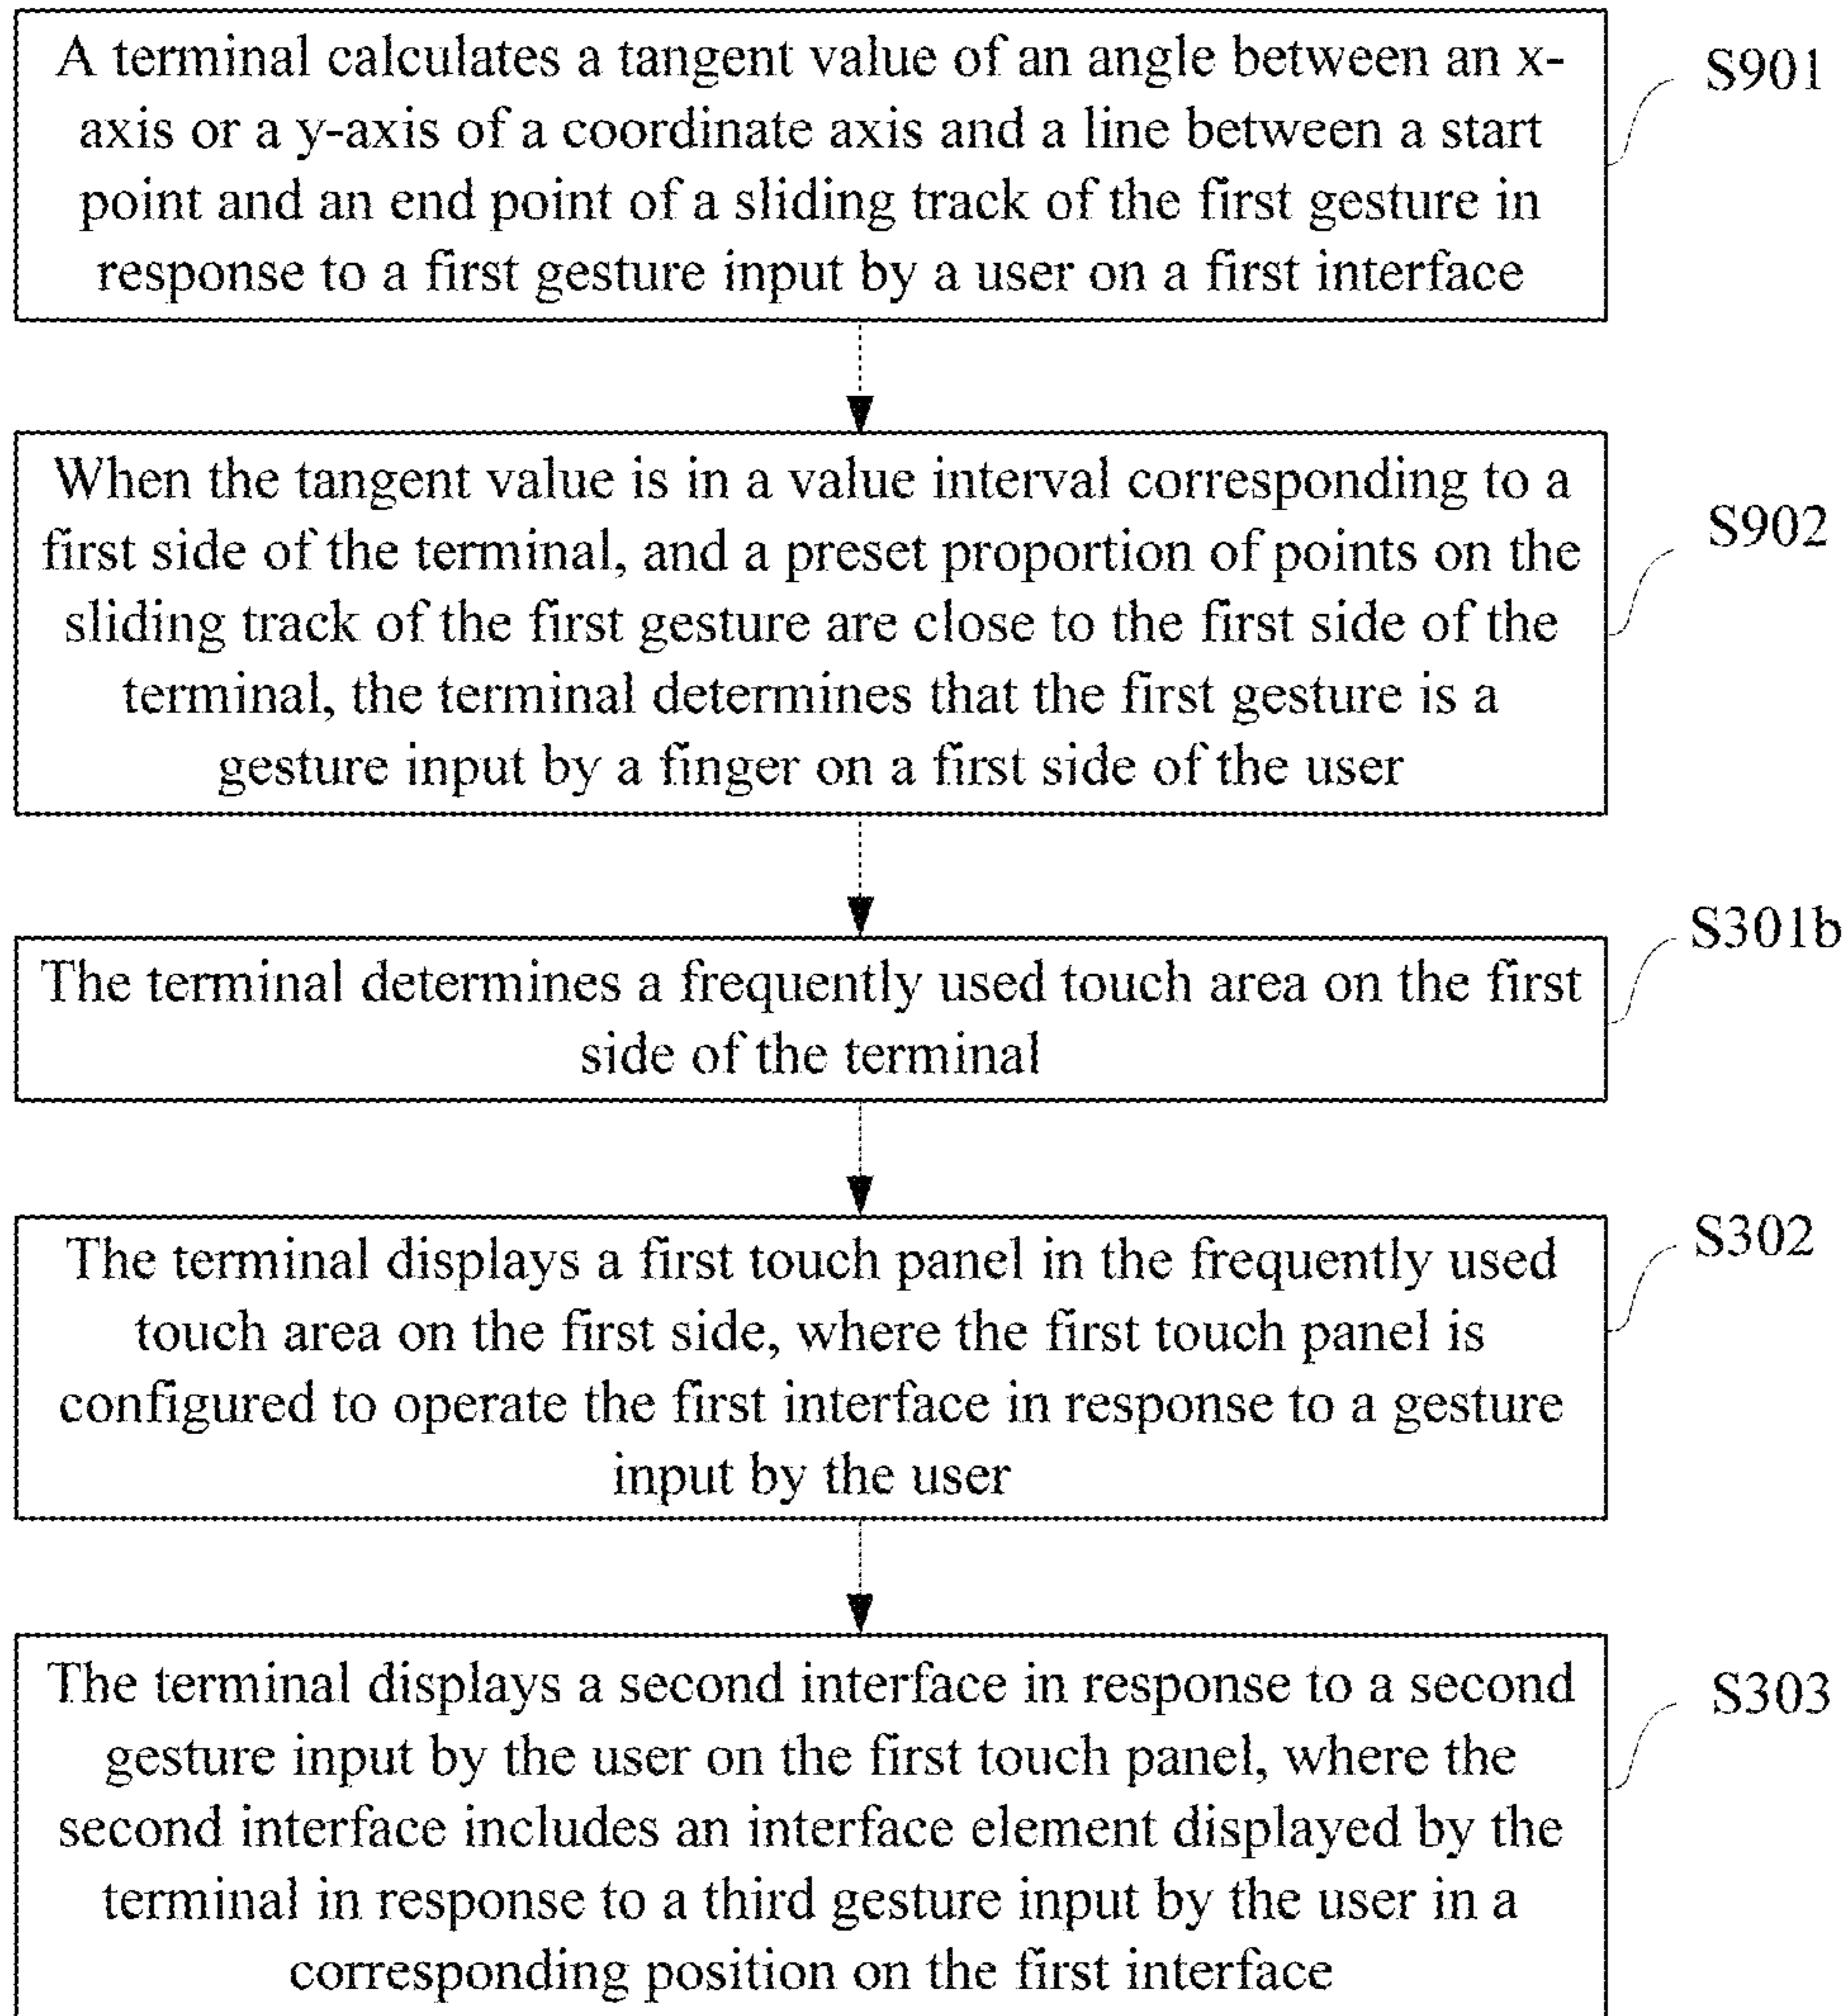 A terminal calculates a tangent value of an angle between an x-
axis or a y-axis of a coordinate axis and a line between a start
point and an end point of a sliding track of the first gesture in
response to a first gesture input by a user on a first interface
S901
When the tangent value is in a value interval corresponding to a
first side of the terminal, and a preset proportion of points on the
sliding track of the first gesture are close to the first side of the
terminal, the terminal determines that the first gesture is a
gesture input by a finger on a first side of the user
S902
The terminal determines a frequently used touch area on the first
side of the terminal
S301b
The terminal displays a first touch panel in the frequently used
touch area on the first side, where the first touch panel is
configured to operate the first interface in response to a gesture
input by the user
S302
The terminal displays a second interface in response to a second
gesture input by the user on the first touch panel, where the
second interface includes an interface element displayed by the
terminal in response to a third gesture input by the user in a
corresponding position on the first interface
S303